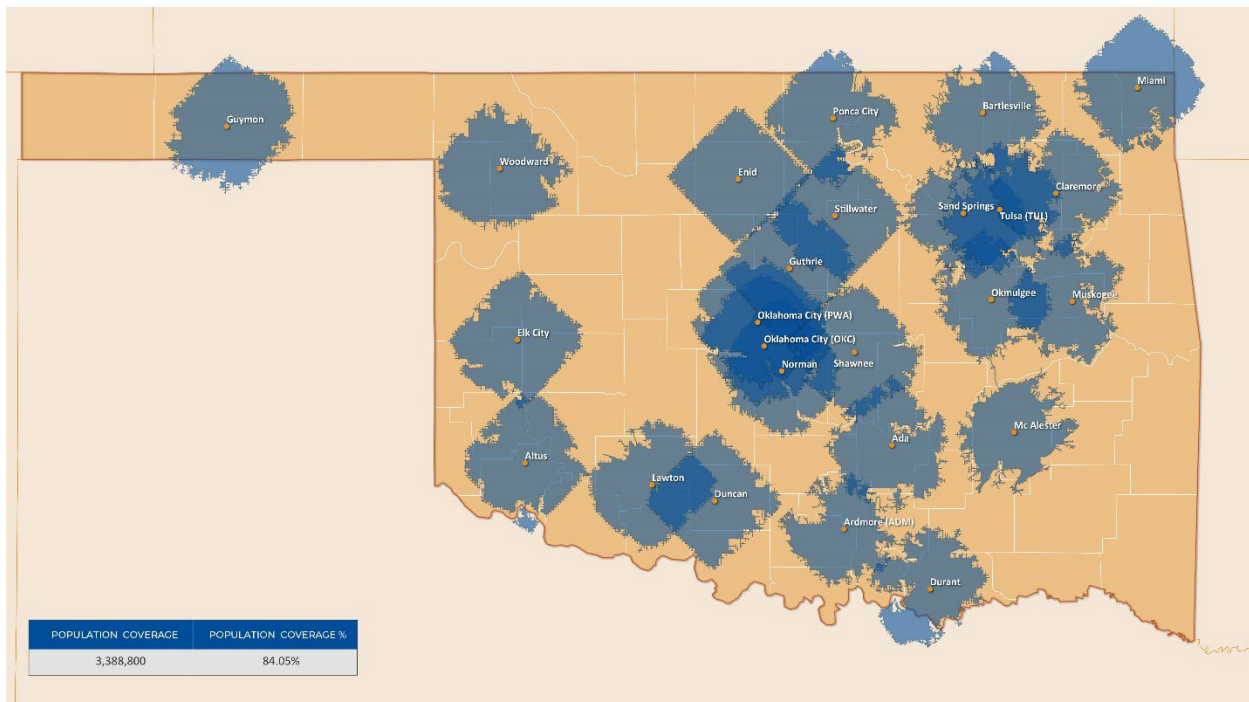 Miami
Guymon
Ponca City
Bartlesville
Woodward
Enid
Claremore
Sand Springs
Tulsa (TUL)
Stillwater
Guthrie
Okmulgee
Muskogee
Oklahoma City (PWA)
Elk City
Oklahoma City (OKC)
Shawnee
Norman
Mc Alester
Ada
Altus
Lawton
Duncan
Ardmore (ADM)
Durant
POPULATION COVERAGE POPULATION COVERAGE %
3,388,800 84.05%